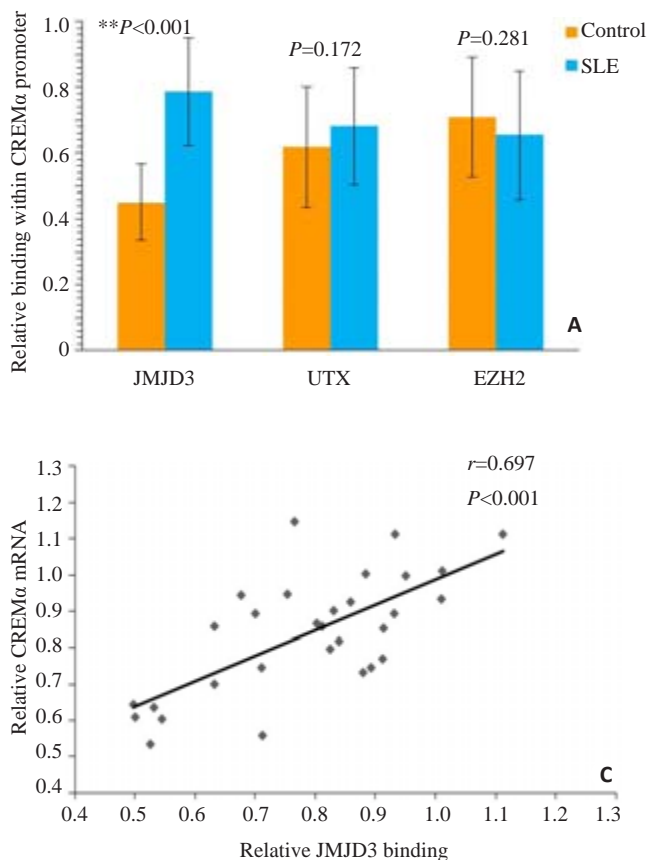 Relative binding within CREMα promoter
1.0
0.8
0.6
0.4
0.2
0
**P<0.001
P=0.172
P=0.281
Control
SLE
A
JMJD3
UTX
EZH2
Relative CREMα mRNA
1.3
1.2
1.1
1.0
0.9
0.8
0.7
0.6
0.5
0.4
r=0.697
P<0.001
C
0.4 0.5 0.6 0.7 0.8 0.9 1.0 1.1 1.2 1.3
Relative JMJD3 binding